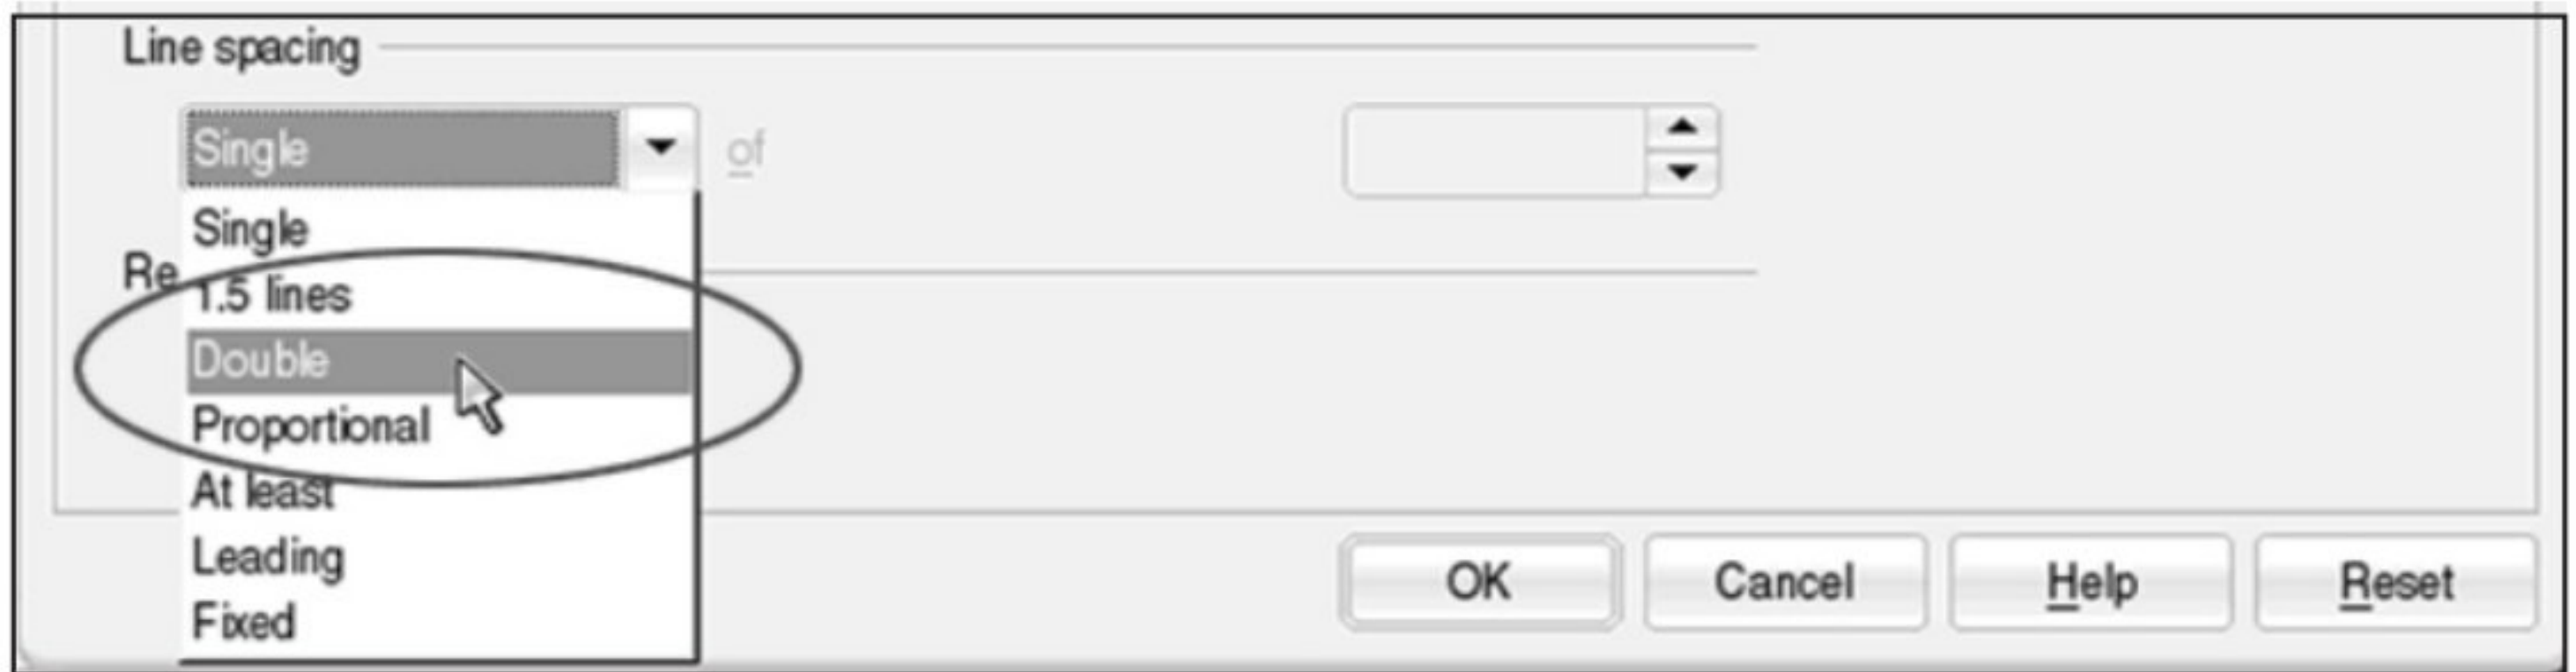 Line spacing
Single of
Single
Re
1.5 lines
Double
Proportional
At least
Leading
Fixed
OK Cancel Help Reset